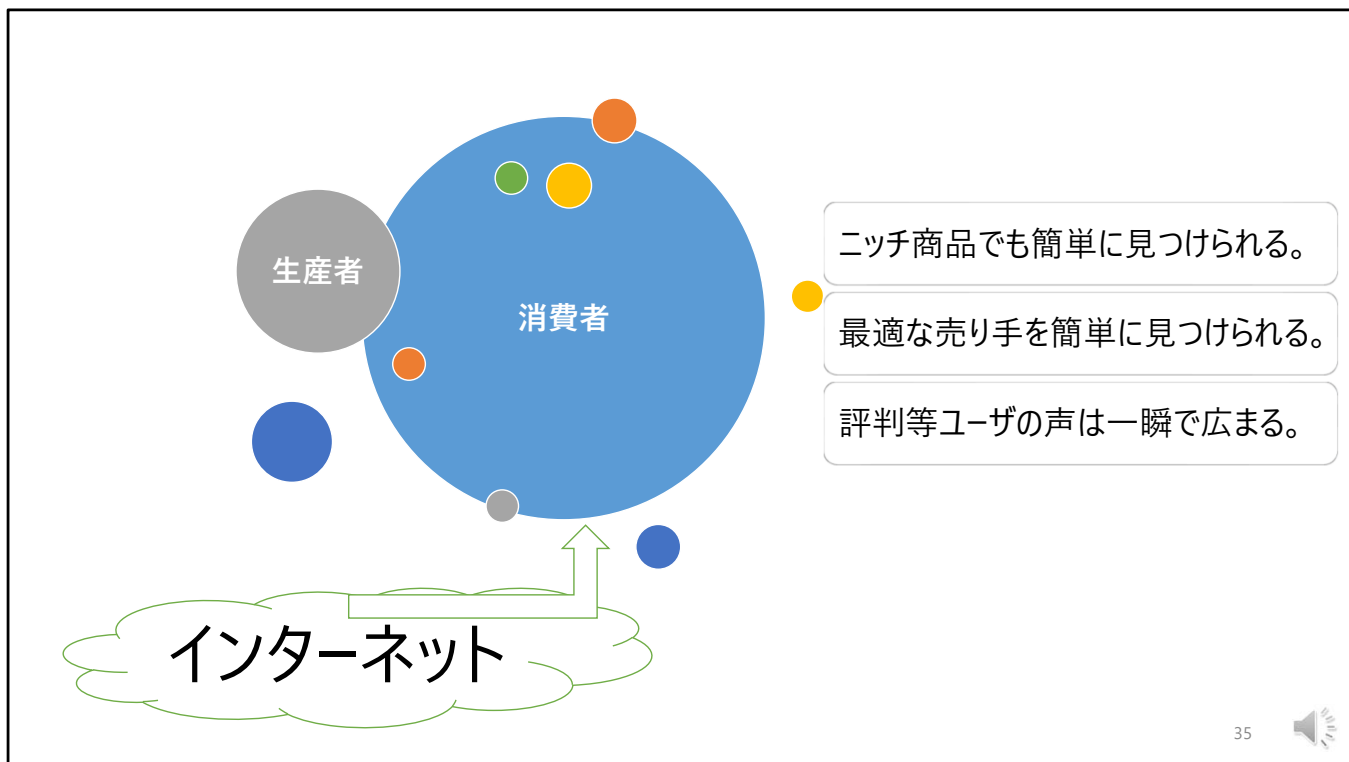 生産者
消費者
ニッチ商品でも簡単に見つけられる。
最適な売り手を簡単に見つけられる。
評判等ユーザの声は一瞬で広まる。
インターネット
35